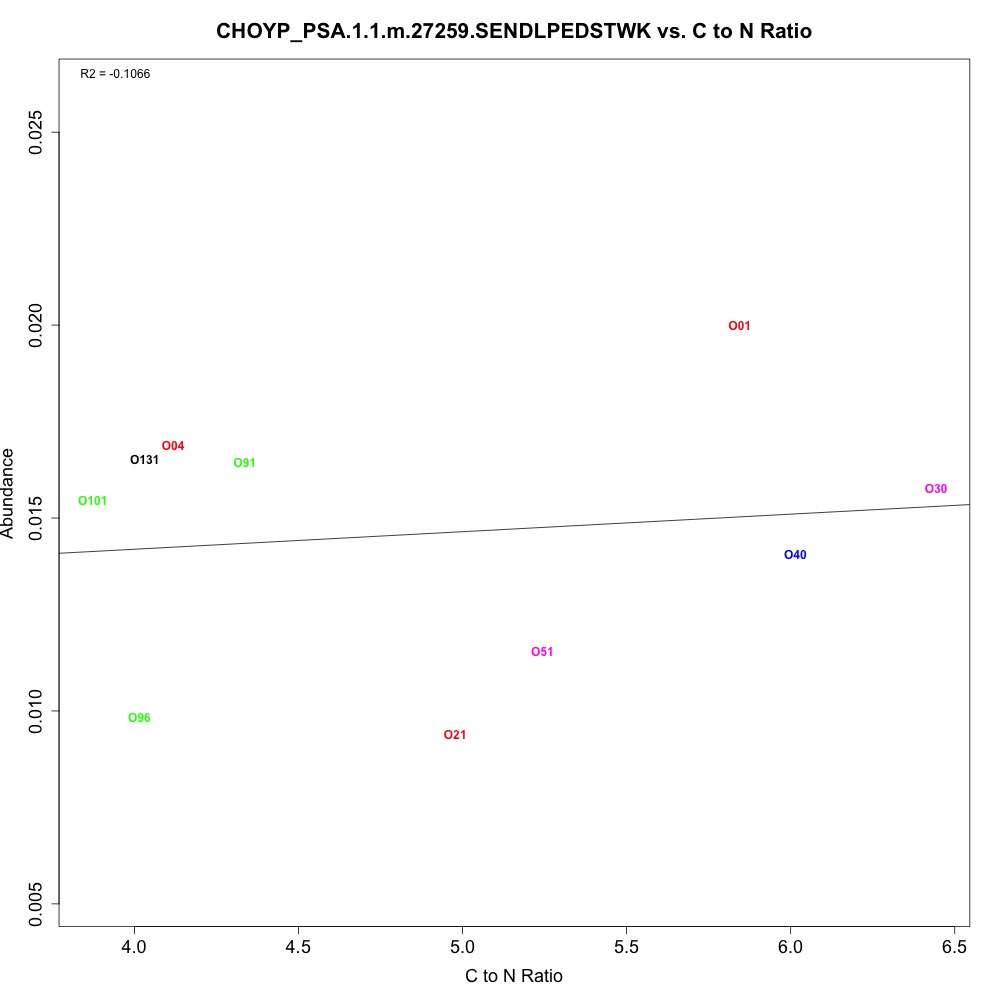 CHOYP_PSA.1.1.m.27259.SENDLPEDSTWK vs. C to N Ratio
R2 = -0.1066
0.025
0.020
0.015
0.010
0.005
Abundance
O01
O04
O131
O91
O30
O101
O40
O51
O96
O21
4.0 4.5 5.0 5.5 6.0 6.5
C to N Ratio